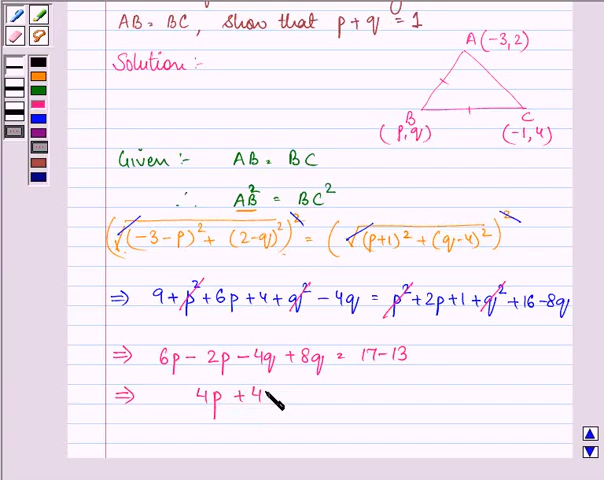 AB = BC, show that p + q = 1
Solution :-
A (-3, 2)
B
(p, q)
C
(-1, 4)
Given :- AB = BC
∴ AB² = BC²
(√(-3-p)² + (2-q)²)² = (√(p+1)² + (q-4)²)²
⇒ 9 + p² + 6p + 4 + q² - 4q = p² + 2p + 1 + q² + 16 - 8q
⇒ 6p - 2p - 4q + 8q = 17 - 13
⇒ 4p + 4